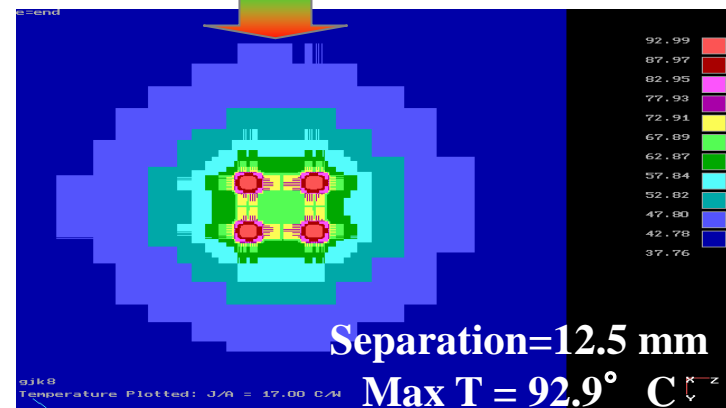 e=end
92.99
87.97
82.95
77.93
72.91
67.89
62.87
57.84
52.82
47.80
42.78
37.76
Separation=12.5 mm
gjk8
Temperature Plotted: J/A = 17.00 C/W
Max T = 92.9° C
X Z
Y